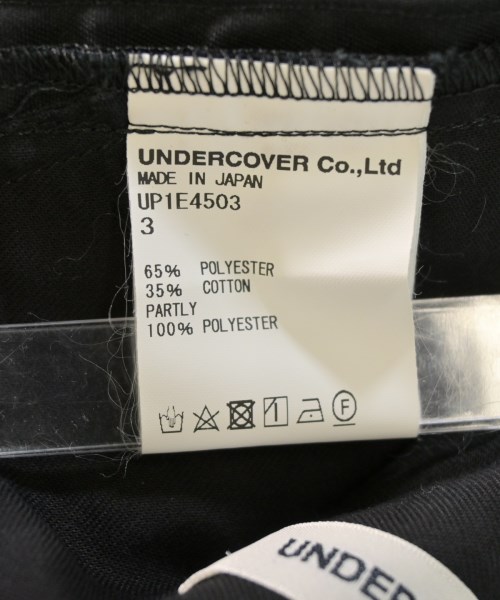 UNDERCOVER Co.,Ltd
MADE IN JAPAN
UP1E4503
3
65% POLYESTER
35% COTTON
PARTLY
100% POLYESTER
F
UNDER